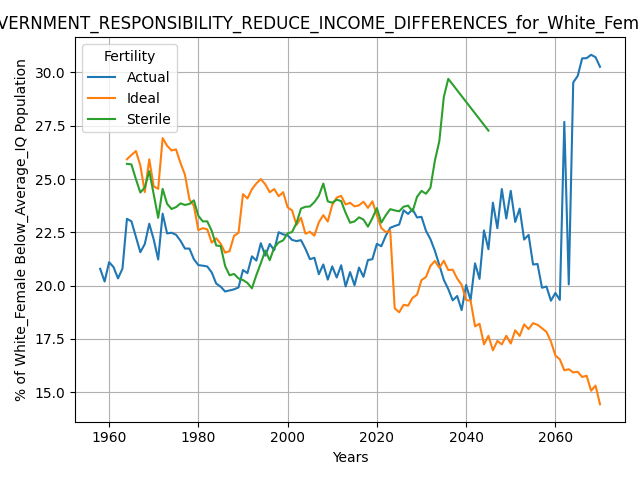 VERNMENT_RESPONSIBILITY_REDUCE_INCOME_DIFFERENCES_for_White_Fem
Fertility
Actual
Ideal
Sterile
% of White_Female Below_Average_IQ Population
30.0
27.5
25.0
22.5
20.0
17.5
15.0
1960
1980
2000
2020
2040
2060
Years